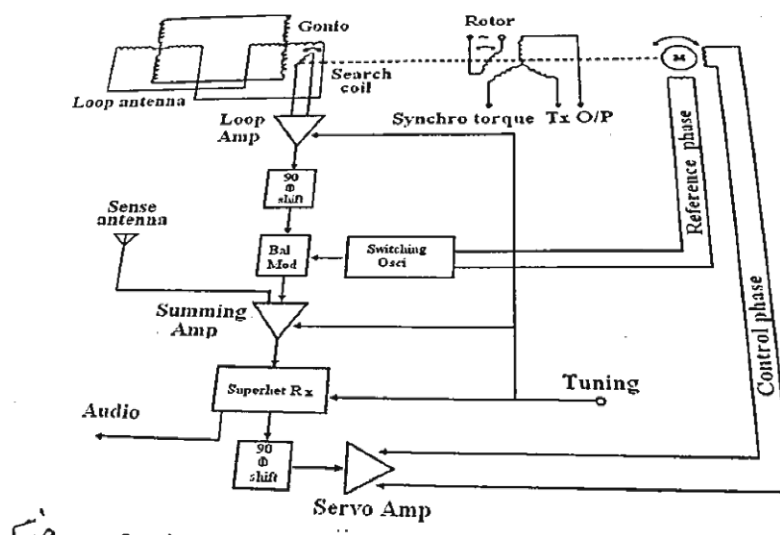 Gonio
Rotor
M
Search
coil
Loop antenna
Loop
Amp
Synchro torque Tx O/P
Reference phase
90
Φ
shift
Sense
antenna
Bal
Mod
Switching
Osci
Summing
Amp
Control phase
Superhet Rx
Tuning
Audio
90
Φ
shift
Servo Amp